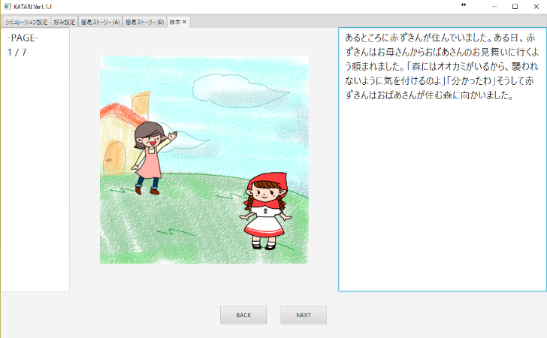 KATARI Ver1.1.1
シミュレーション設定 好み設定 簡易ストーリー(A) 簡易ストーリー(B) 絵本 ×
-PAGE-
1 / 7
あるところに赤ずきんが住んでいました。ある日、赤
ずきんはお母さんからおばあさんのお見舞いに行くよ
う頼まれました。「森にはオオカミがいるから、襲われ
ないように気を付けるのよ」「分かったわ」そうして赤
ずきんはおばあさんが住む森に向かいました。
BACK NEXT